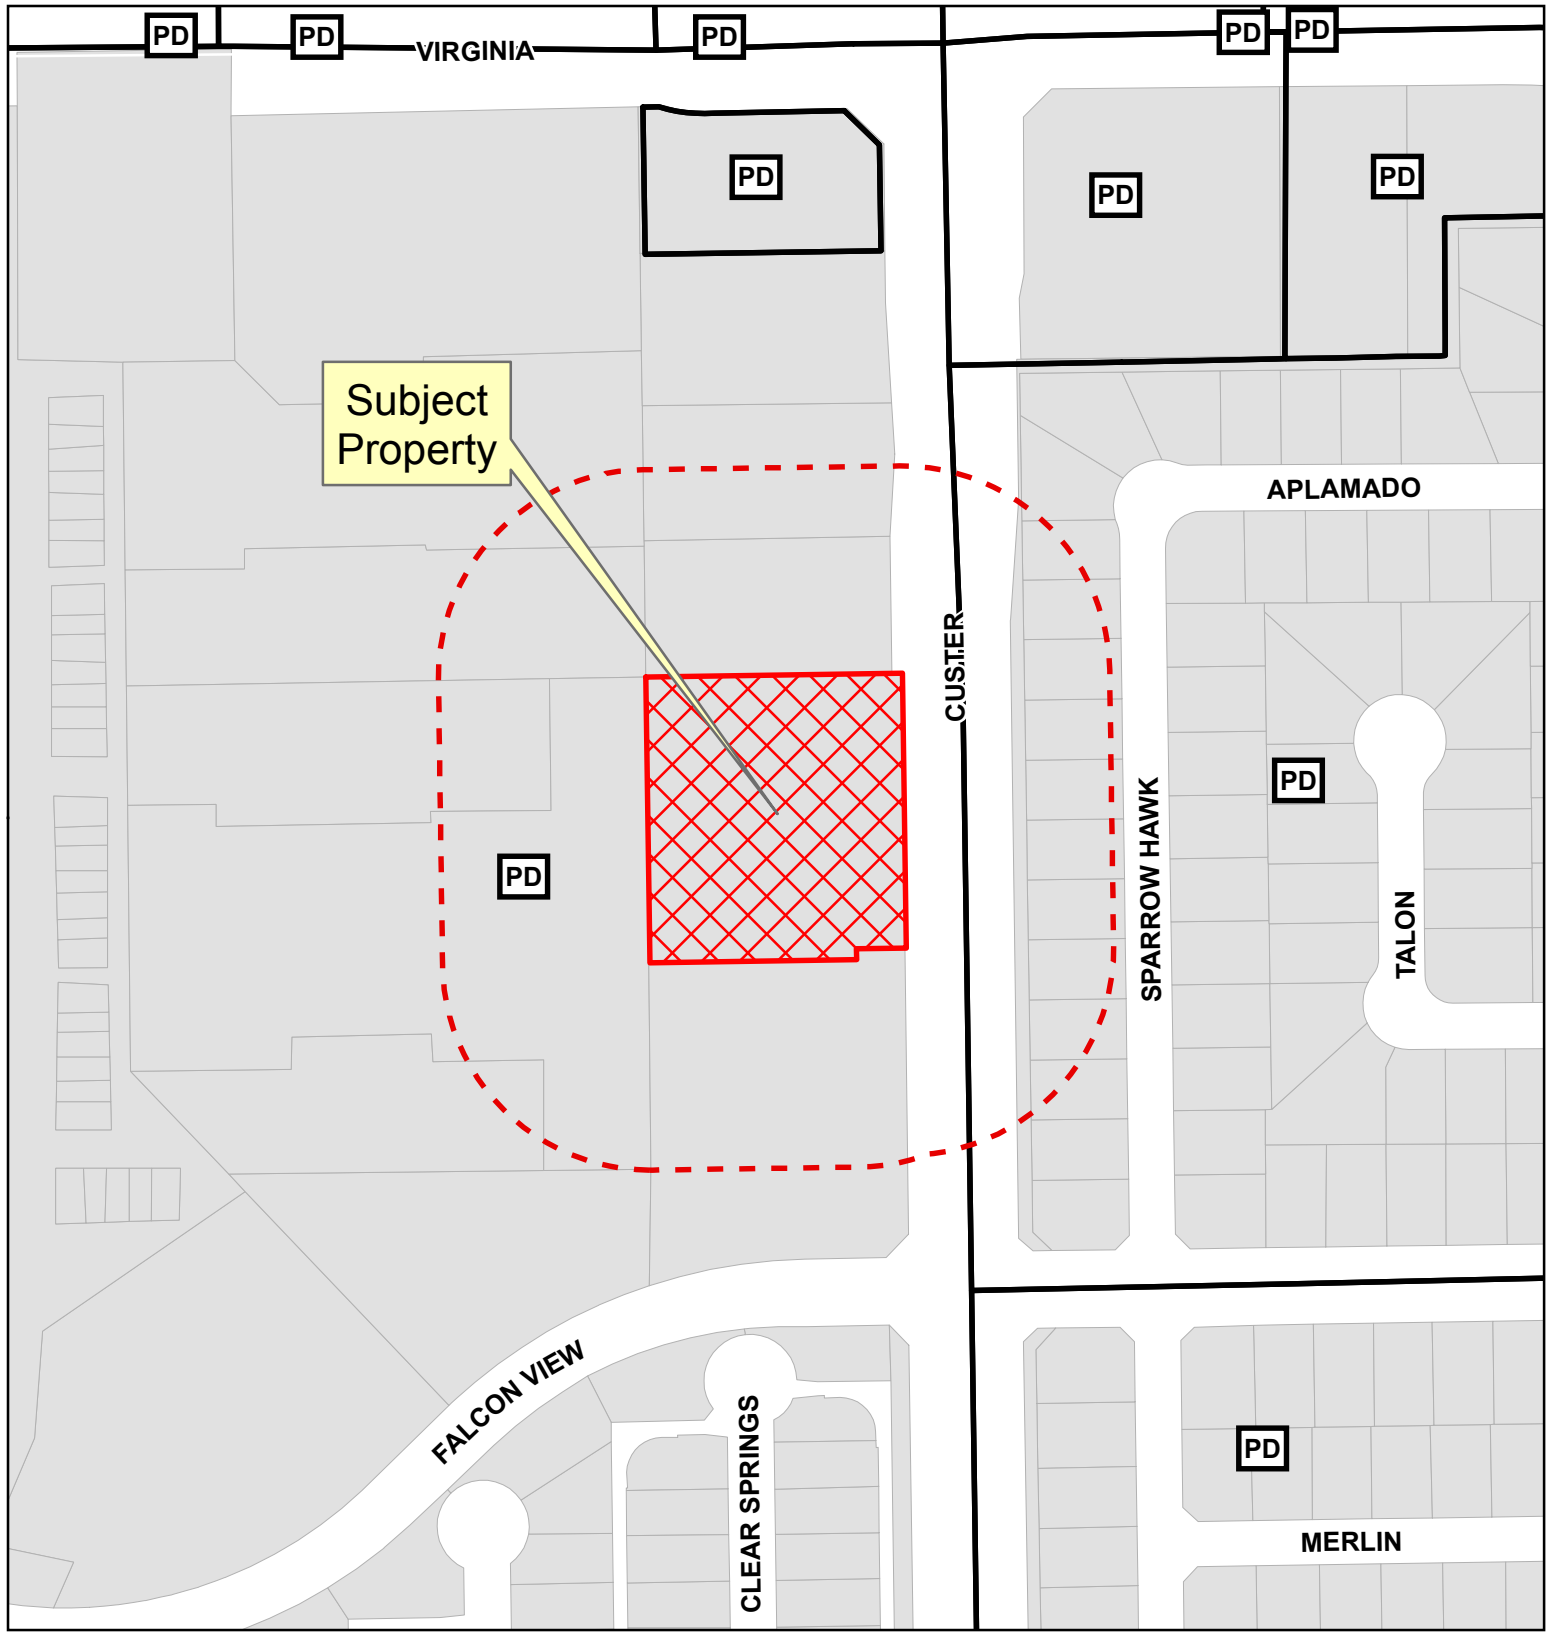 PD
PD
PD
PD
PD
VIRGINIA
PD
PD
PD
Subject
Property
APLAMADO
CUSTER
PD
SPARROW HAWK
PD
TALON
FALCON VIEW
CLEAR SPRINGS
PD
MERLIN